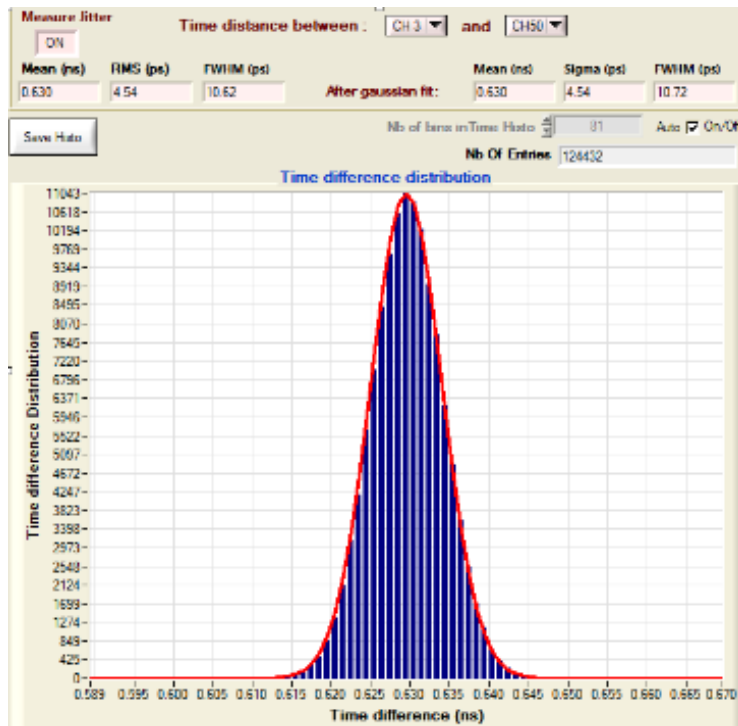 Measure Jitter
ON
Time distance between : CH 3 and CH50
Mean (ns) RMS (ps) FWHM (ps) Mean (ns) Sigma (ps) FWHM (ps)
0.630 4.54 10.62 After gaussian fit: 0.630 4.54 10.72
Save Histo
Nb of bins in Time Histo 81 Auto On/Of
Nb Of Entries 124432
Time difference distribution
11043
10618
10194
9769
9344
8919
8495
8070
7645
7220
6796
6371
5946
5522
5097
4672
4247
3823
3398
2973
2548
2124
1699
1274
849
425
0
Time difference Distribution
0.589 0.595 0.600 0.605 0.610 0.615 0.620 0.625 0.630 0.635 0.640 0.645 0.650 0.655 0.660 0.665 0.670
Time difference (ns)